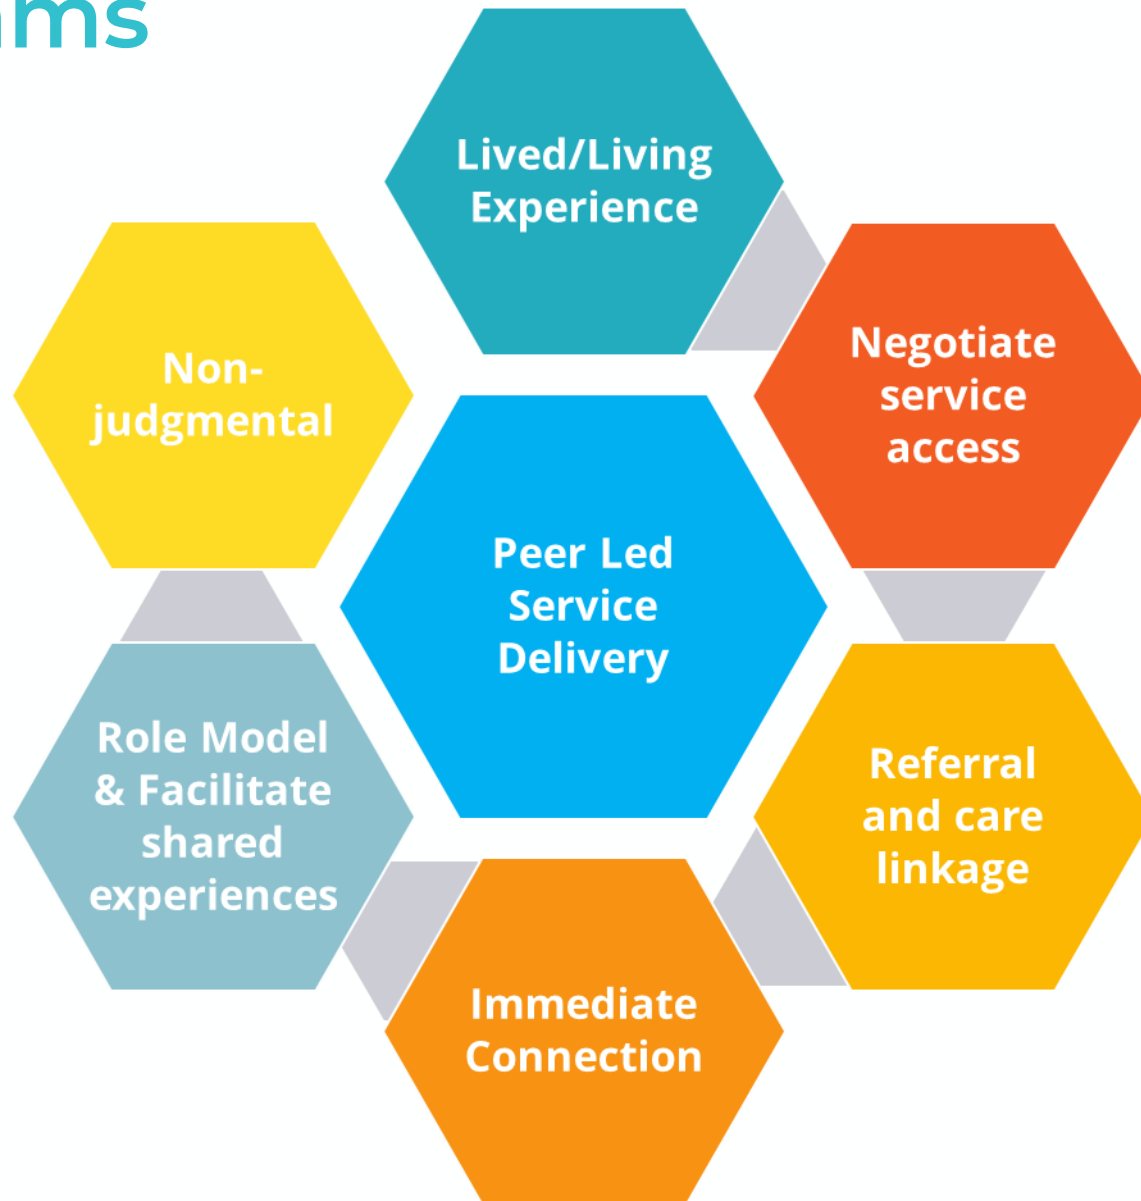 Lived/Living
Experience
Negotiate
service
access
Non-
judgmental
Peer Led
Service
Delivery
Referral
and care
linkage
Role Model
& Facilitate
shared
experiences
Immediate
Connection